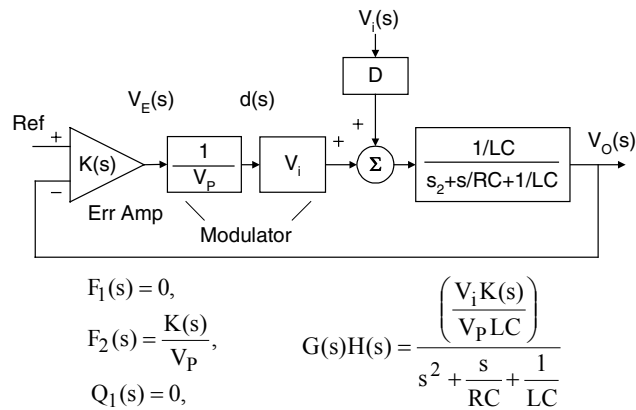 V_i(s)
D
V_E(s)
d(s)
+
+
Ref
+
K(s)
−
1/V_P
V_i
Σ
1/LC
s_2+s/RC+1/LC
V_O(s)
Err Amp
Modulator
F_1(s) = 0,
F_2(s) = K(s)/V_P,
Q_1(s) = 0,
G(s)H(s) = (V_i K(s)/V_P LC)/(s^2 + s/RC + 1/LC)